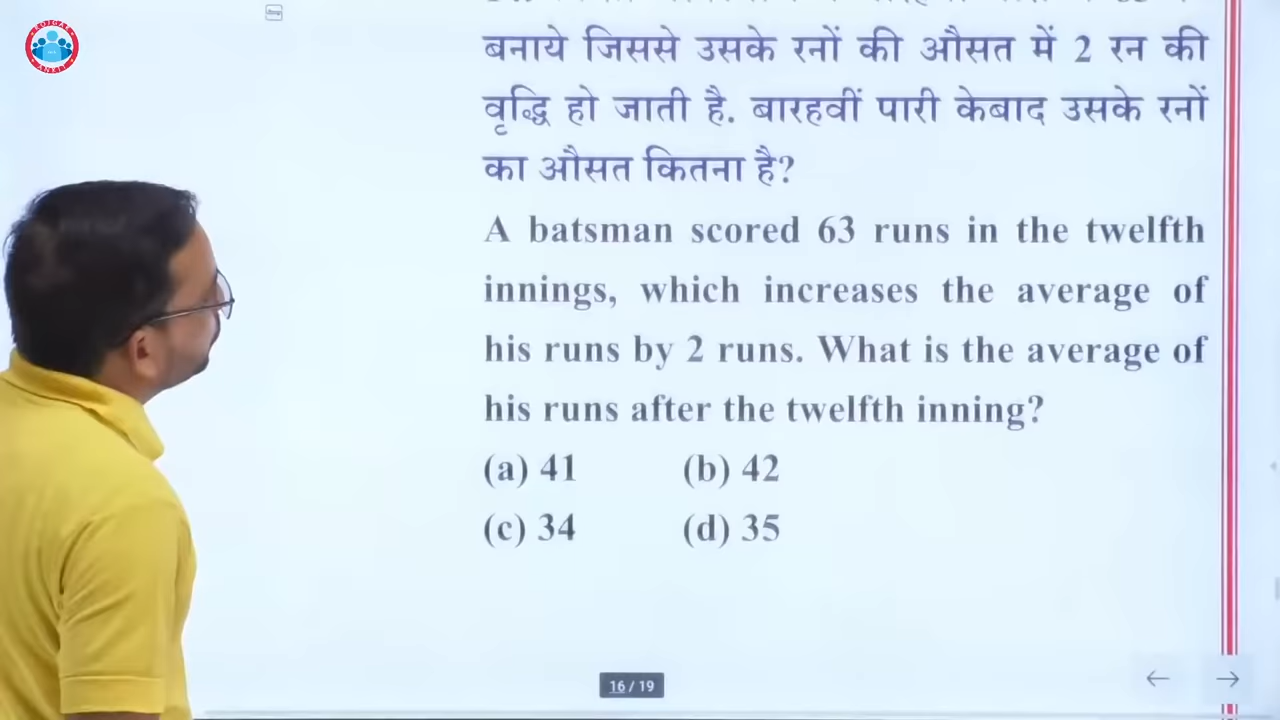 बनाये जिससे उसके रनों की औसत में 2 रन की
वृद्धि हो जाती है. बारहवीं पारी केबाद उसके रनों
का औसत कितना है?
A batsman scored 63 runs in the twelfth
innings, which increases the average of
his runs by 2 runs. What is the average of
his runs after the twelfth inning?
(a) 41 (b) 42
(c) 34 (d) 35
16 / 19
ROJGAR
ANKIT